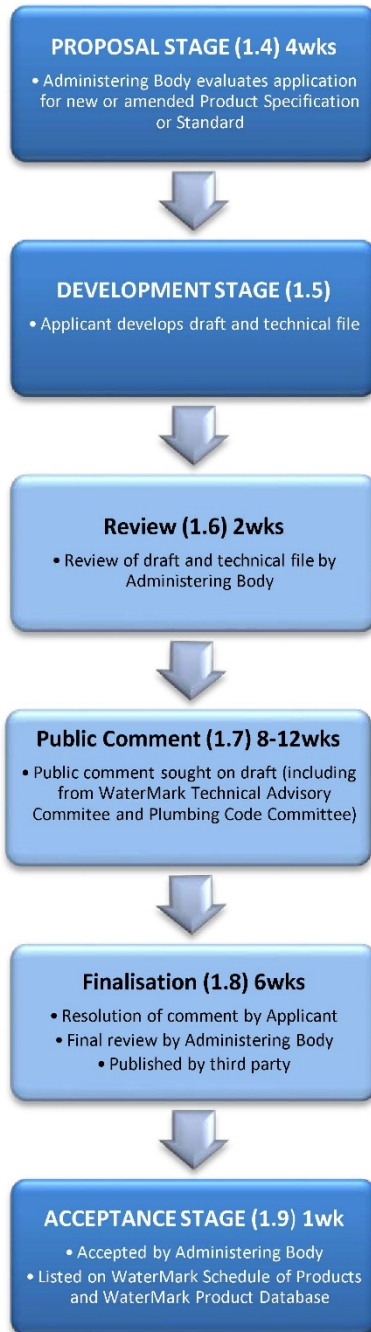 PROPOSAL STAGE (1.4) 4wks
• Administering Body evaluates application
for new or amended Product Specification
or Standard
DEVELOPMENT STAGE (1.5)
• Applicant develops draft and technical file
Review (1.6) 2wks
• Review of draft and technical file by
Administering Body
Public Comment (1.7) 8-12wks
• Public comment sought on draft (including
from WaterMark Technical Advisory
Commitee and Plumbing Code Committee)
Finalisation (1.8) 6wks
• Resolution of comment by Applicant
• Final review by Administering Body
• Published by third party
ACCEPTANCE STAGE (1.9) 1wk
• Accepted by Administering Body
• Listed on WaterMark Schedule of Products
and WaterMark Product Database